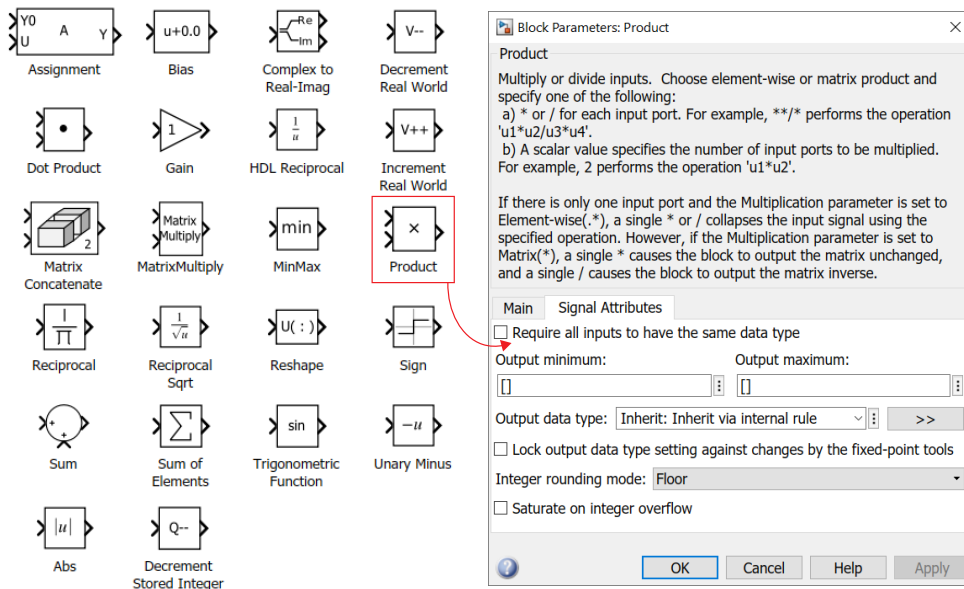 Y0
U
A
Y
Assignment
u+0.0
Bias
Re
Im
Complex to
Real-Imag
V--
Decrement
Real World
Dot Product
1
Gain
1
u
HDL Reciprocal
V++
Increment
Real World
2
Matrix
Concatenate
Matrix
Multiply
MatrixMultiply
min
MinMax
×
Product
Reciprocal
1
√u
Reciprocal
Sqrt
U( : )
Reshape
Sign
+
+
Sum
∑
Sum of
Elements
sin
Trigonometric
Function
-u
Unary Minus
|u|
Abs
Q--
Decrement
Stored Integer
Block Parameters: Product
Product
Multiply or divide inputs. Choose element-wise or matrix product and
specify one of the following:
a) * or / for each input port. For example, **/* performs the operation
'u1*u2/u3*u4'.
b) A scalar value specifies the number of input ports to be multiplied.
For example, 2 performs the operation 'u1*u2'.
If there is only one input port and the Multiplication parameter is set to
Element-wise(.*), a single * or / collapses the input signal using the
specified operation. However, if the Multiplication parameter is set to
Matrix(*), a single * causes the block to output the matrix unchanged,
and a single / causes the block to output the matrix inverse.
Main Signal Attributes
Require all inputs to have the same data type
Output minimum: Output maximum:
[] []
Output data type: Inherit: Inherit via internal rule >>
Lock output data type setting against changes by the fixed-point tools
Integer rounding mode: Floor
Saturate on integer overflow
? OK Cancel Help Apply